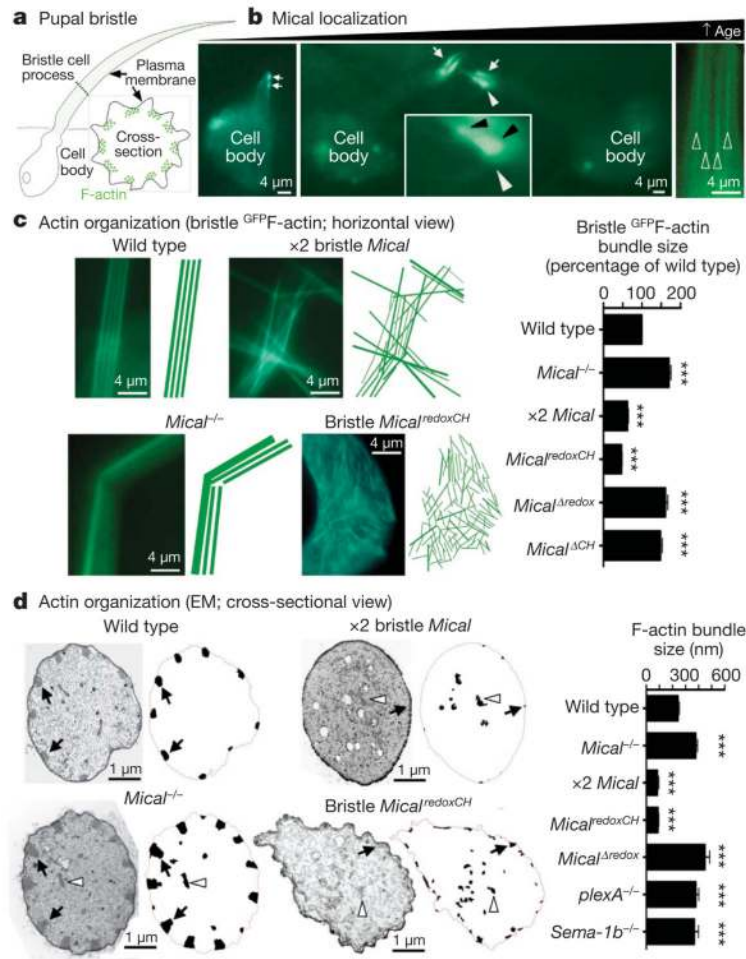 a Pupal bristle
b Mical localization
↑ Age
Bristle cell
process
Plasma
membrane
Cross-
section
Cell
body
F-actin
Cell
body
4 µm
Cell
body
Cell
body
4 µm
4 µm
c Actin organization (bristle GFPF-actin; horizontal view)
Wild type
×2 bristle Mical
4 µm
4 µm
Mical–/–
Bristle MicalredoxCH
4 µm
4 µm
Bristle GFPF-actin
bundle size
(percentage of wild type)
0 100 200
Wild type
Mical–/–
***
×2 Mical
***
MicalredoxCH
***
MicalΔredox
***
MicalΔCH
***
d Actin organization (EM; cross-sectional view)
Wild type
×2 bristle Mical
1 µm
1 µm
Mical–/–
Bristle MicalredoxCH
1 µm
1 µm
F-actin bundle
size (nm)
0 300 600
Wild type
Mical–/–
***
×2 Mical
***
MicalredoxCH
***
MicalΔredox
***
plexA–/–
***
Sema-1b–/–
***